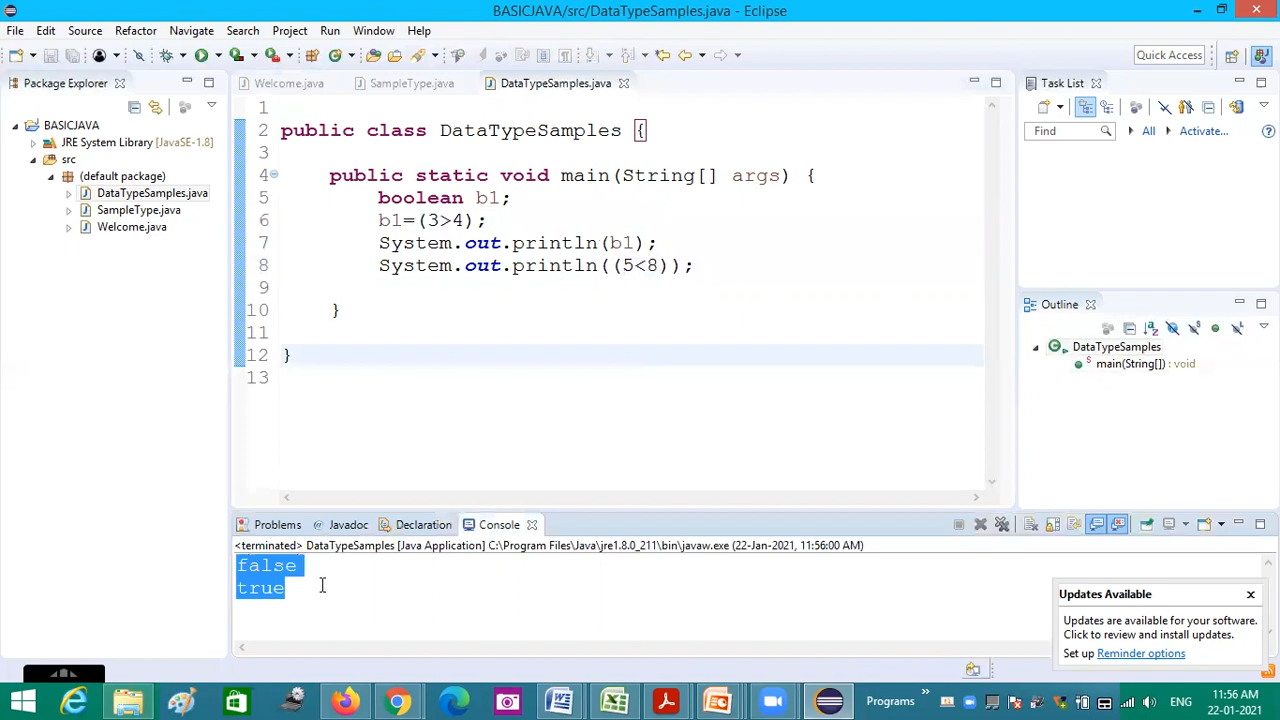 BASICJAVA/src/DataTypeSamples.java - Eclipse
File Edit Source Refactor Navigate Search Project Run Window Help
Quick Access
Package Explorer
BASICJAVA
JRE System Library [JavaSE-1.8]
src
(default package)
DataTypeSamples.java
SampleType.java
Welcome.java
Welcome.java SampleType.java DataTypeSamples.java
1
2 public class DataTypeSamples {
3
4 public static void main(String[] args) {
5 boolean b1;
6 b1=(3>4);
7 System.out.println(b1);
8 System.out.println((5<8));
9
10 }
11
12 }
13
Task List
Find All Activate...
Outline
DataTypeSamples
main(String[]) : void
Problems Javadoc Declaration Console
<terminated> DataTypeSamples [Java Application] C:\Program Files\Java\jre1.8.0_211\bin\javaw.exe (22-Jan-2021, 11:56:00 AM)
false
true
Updates Available
Updates are available for your software.
Click to review and install updates.
Set up Reminder options
Programs
ENG
11:56 AM
22-01-2021